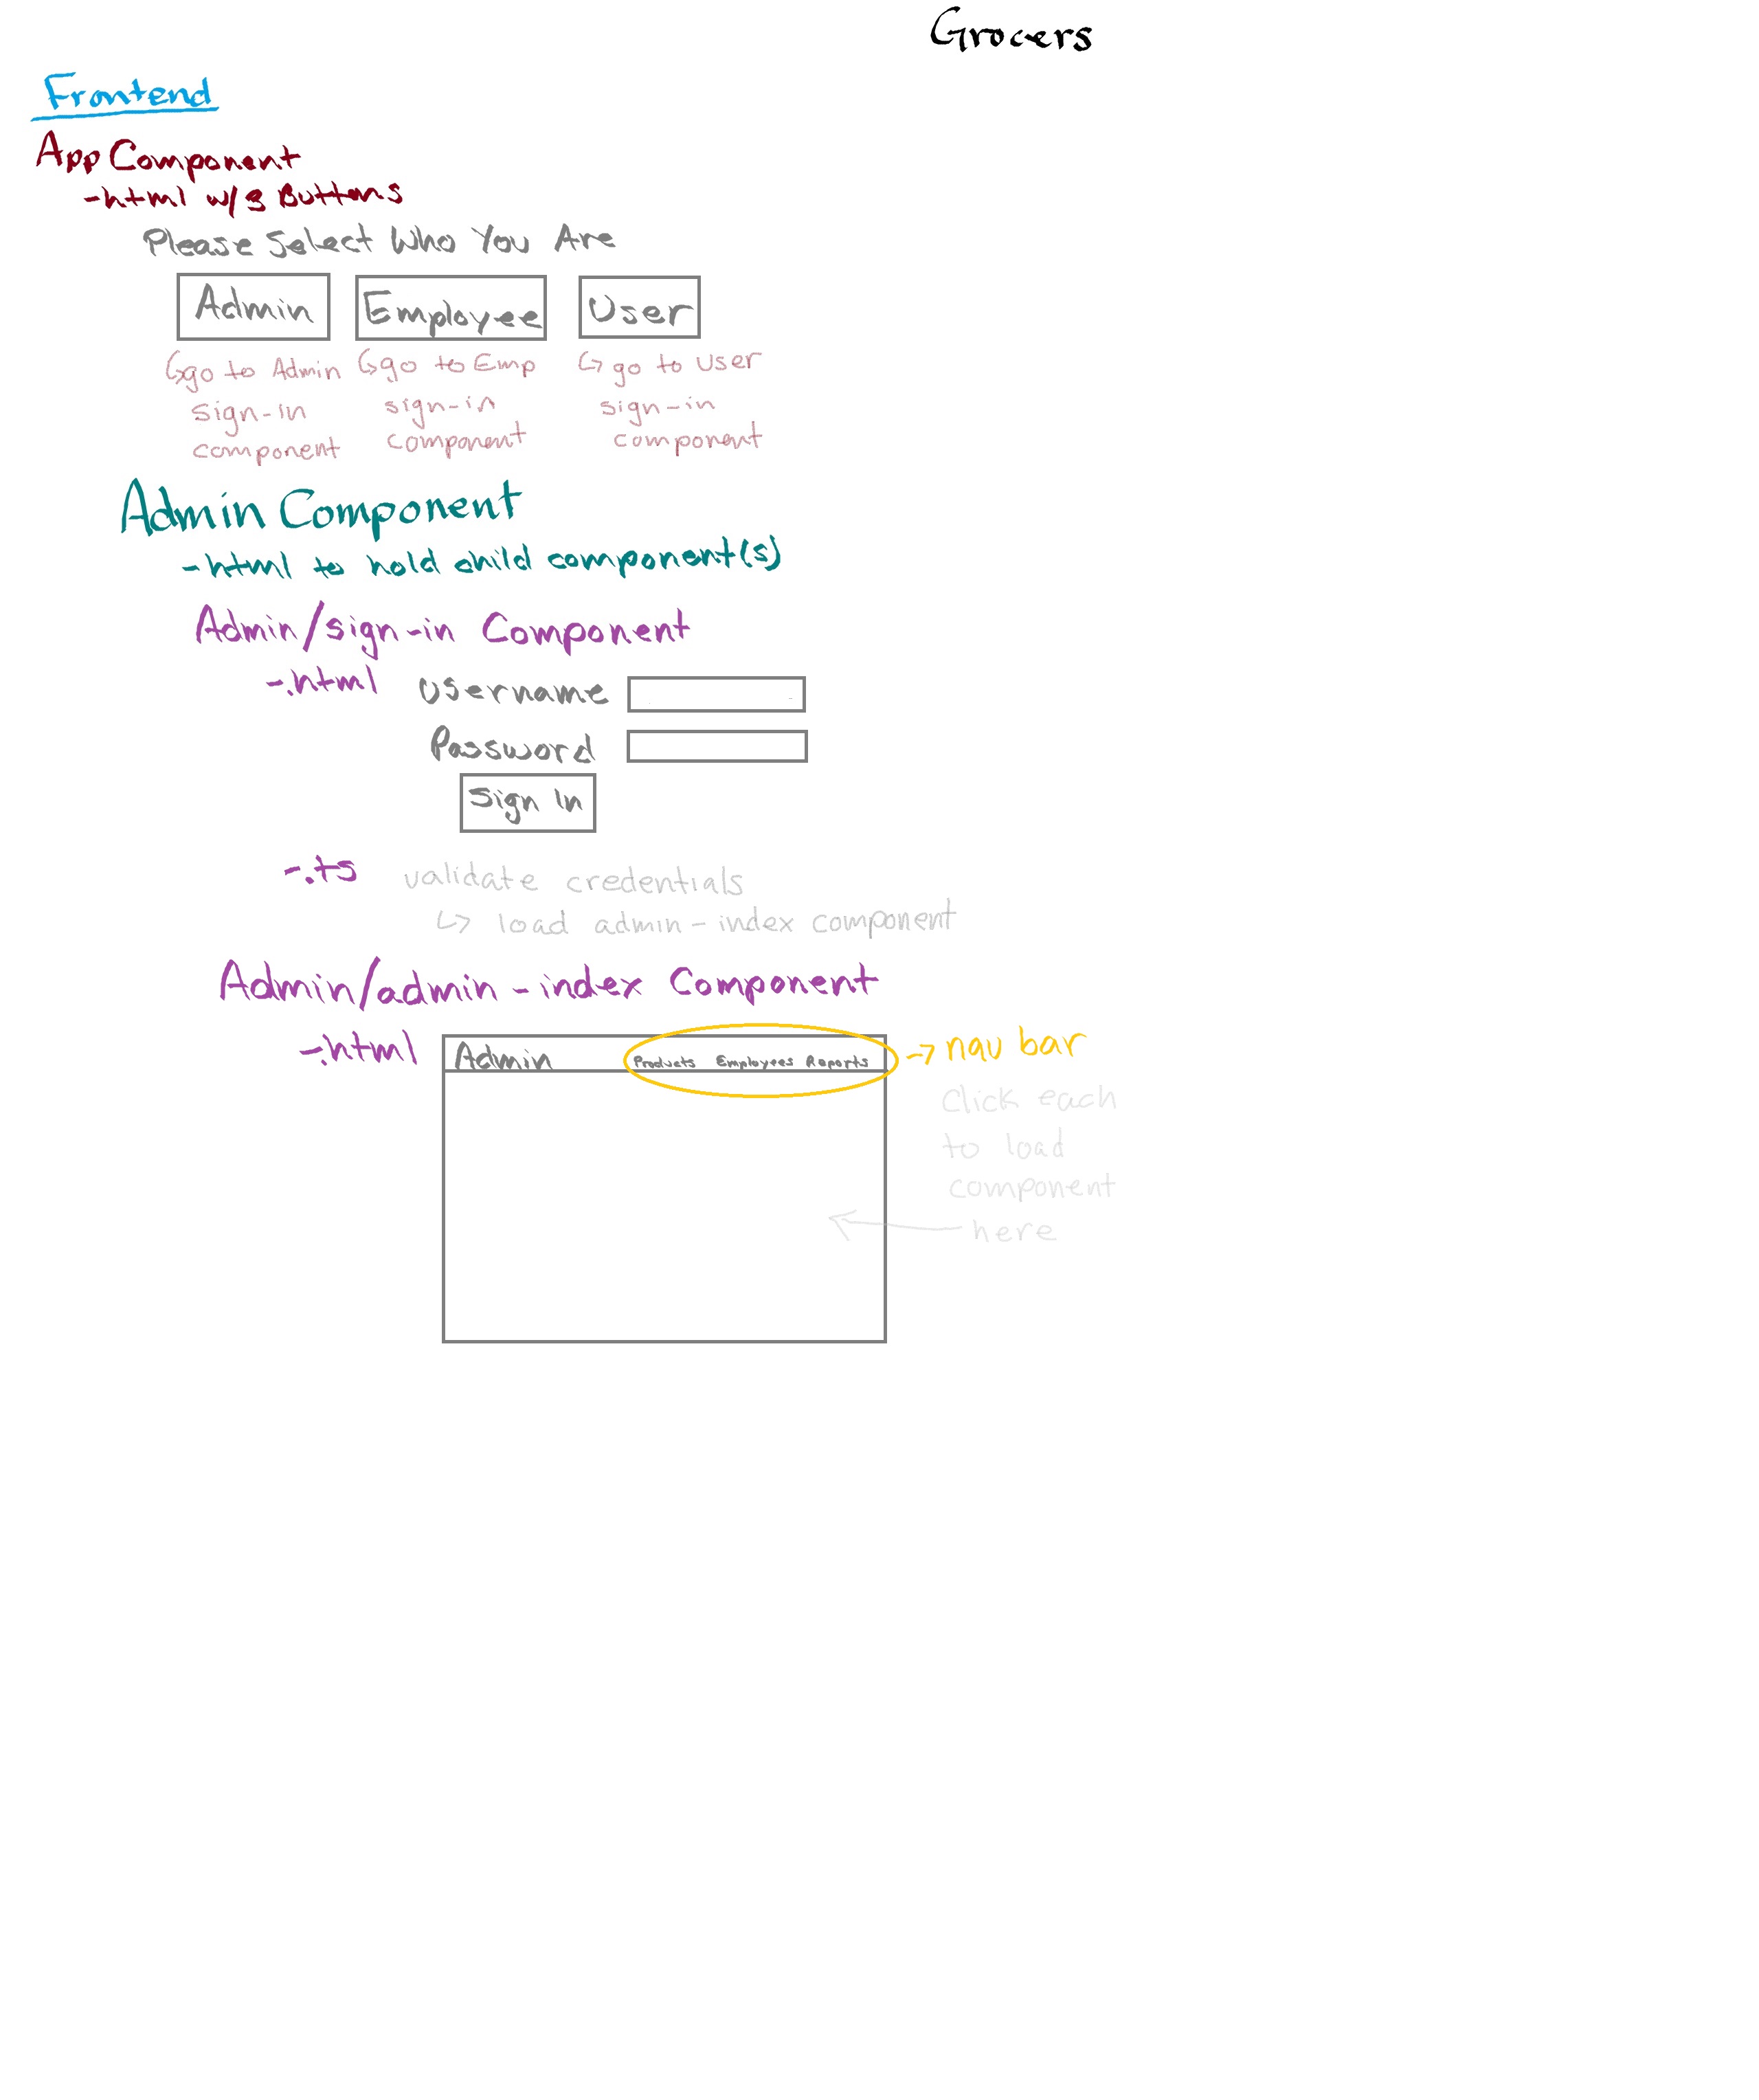 Grocers
Frontend
App Component
-html w/3 Buttons
Please Select Who You Are
Admin Employee User
↳go to Admin sign-in component
↳go to Emp sign-in component
↳ go to user sign-in component
Admin Component
-html to hold child component(s)
Admin/sign-in Component
-.html
Username
Password
Sign In
-.ts validate credentials
↳ load admin-index component
Admin/admin-index Component
-.html
Admin Products Employees Reports
→ nav bar
Click each
to load
component
here